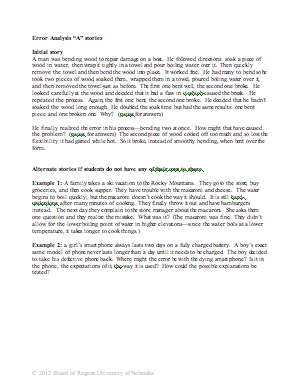 Error Analysis "A" stories
Initial story
A man was bending wood to repair damage on a boat. He followed directions: soak a piece of
wood in water, then wrap it tightly in a towel and pour boiling water over it. Then quickly
remove the towel and then bend the wood into place. It worked fine. He had many to bend so he
took two pieces of wood soaked them, wrapped them in a towel, poured boiling water over it,
and then removed the towel just as before. The first one bent well, the second one broke. He
looked carefully at the wood and decided that it had a flaw in caused the break. He
repeated the process. Again, the first one bent, the second one broke. He decided that he hadn't
soaked the wood long enough. He doubled the soak time but had the same results: one bent
piece and one broken one. Why? (pause for answers)
He finally realized the error in his process—bending two at once. How might that have caused
the problem? (pause for answers) The second piece of wood cooled off too much and so lost the
flexibility it had gained while hot. So it broke, instead of smoothly bending, when bent over the
form.
Alternate stories if students do not have any of their own to share.
Example 1: A family takes a ski vacation to the Rocky Mountains. They go to the store, buy
groceries, and then cook supper. They have trouble with the macaroni and cheese. The water
begins to boil quickly, but the macaroni doesn't cook the way it should. It is still hard,
after many minutes of cooking. They finally throw it out and have hamburgers
instead. The next day they complain to the store manager about the macaroni. She asks them
one question and they realize the mistake. What was it? (The macaroni was fine. They didn't
allow for the lower boiling point of water in higher elevations—since the water boils at a lower
temperature, it takes longer to cook things.)
Example 2: a girl's smart phone always lasts two days on a fully charged battery. A boy's exact
same model of phone never lasts longer than a day until it needs to be charged. The boy decided
to take his defective phone back. Where might the error be with the dying smart phone? Is it in
the phone, the expectations of it, the way it is used? How could the possible explanations be
tested?
© 2012 Board of Regents University of Nebraska